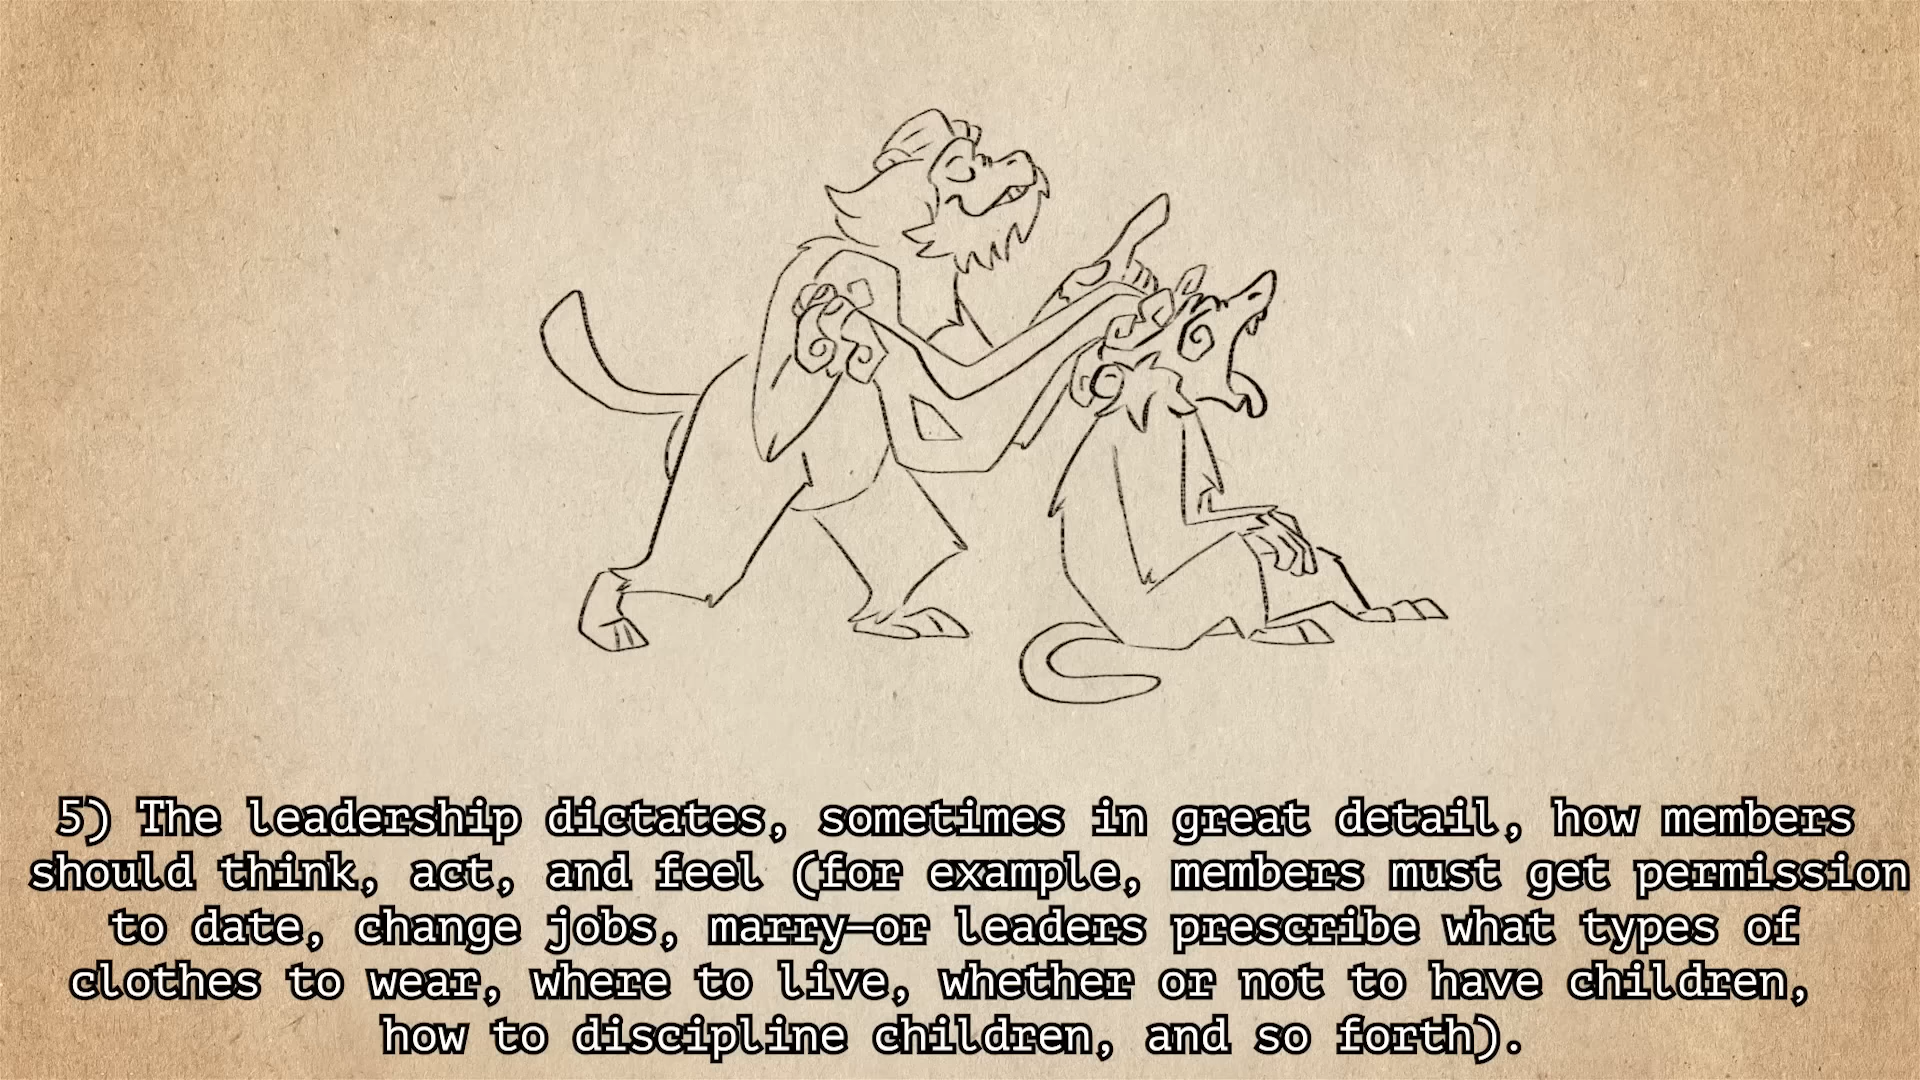 5) The leadership dictates, sometimes in great detail, how members
should think, act, and feel (for example, members must get permission
to date, change jobs, marry—or leaders prescribe what types of
clothes to wear, where to live, whether or not to have children,
how to discipline children, and so forth).